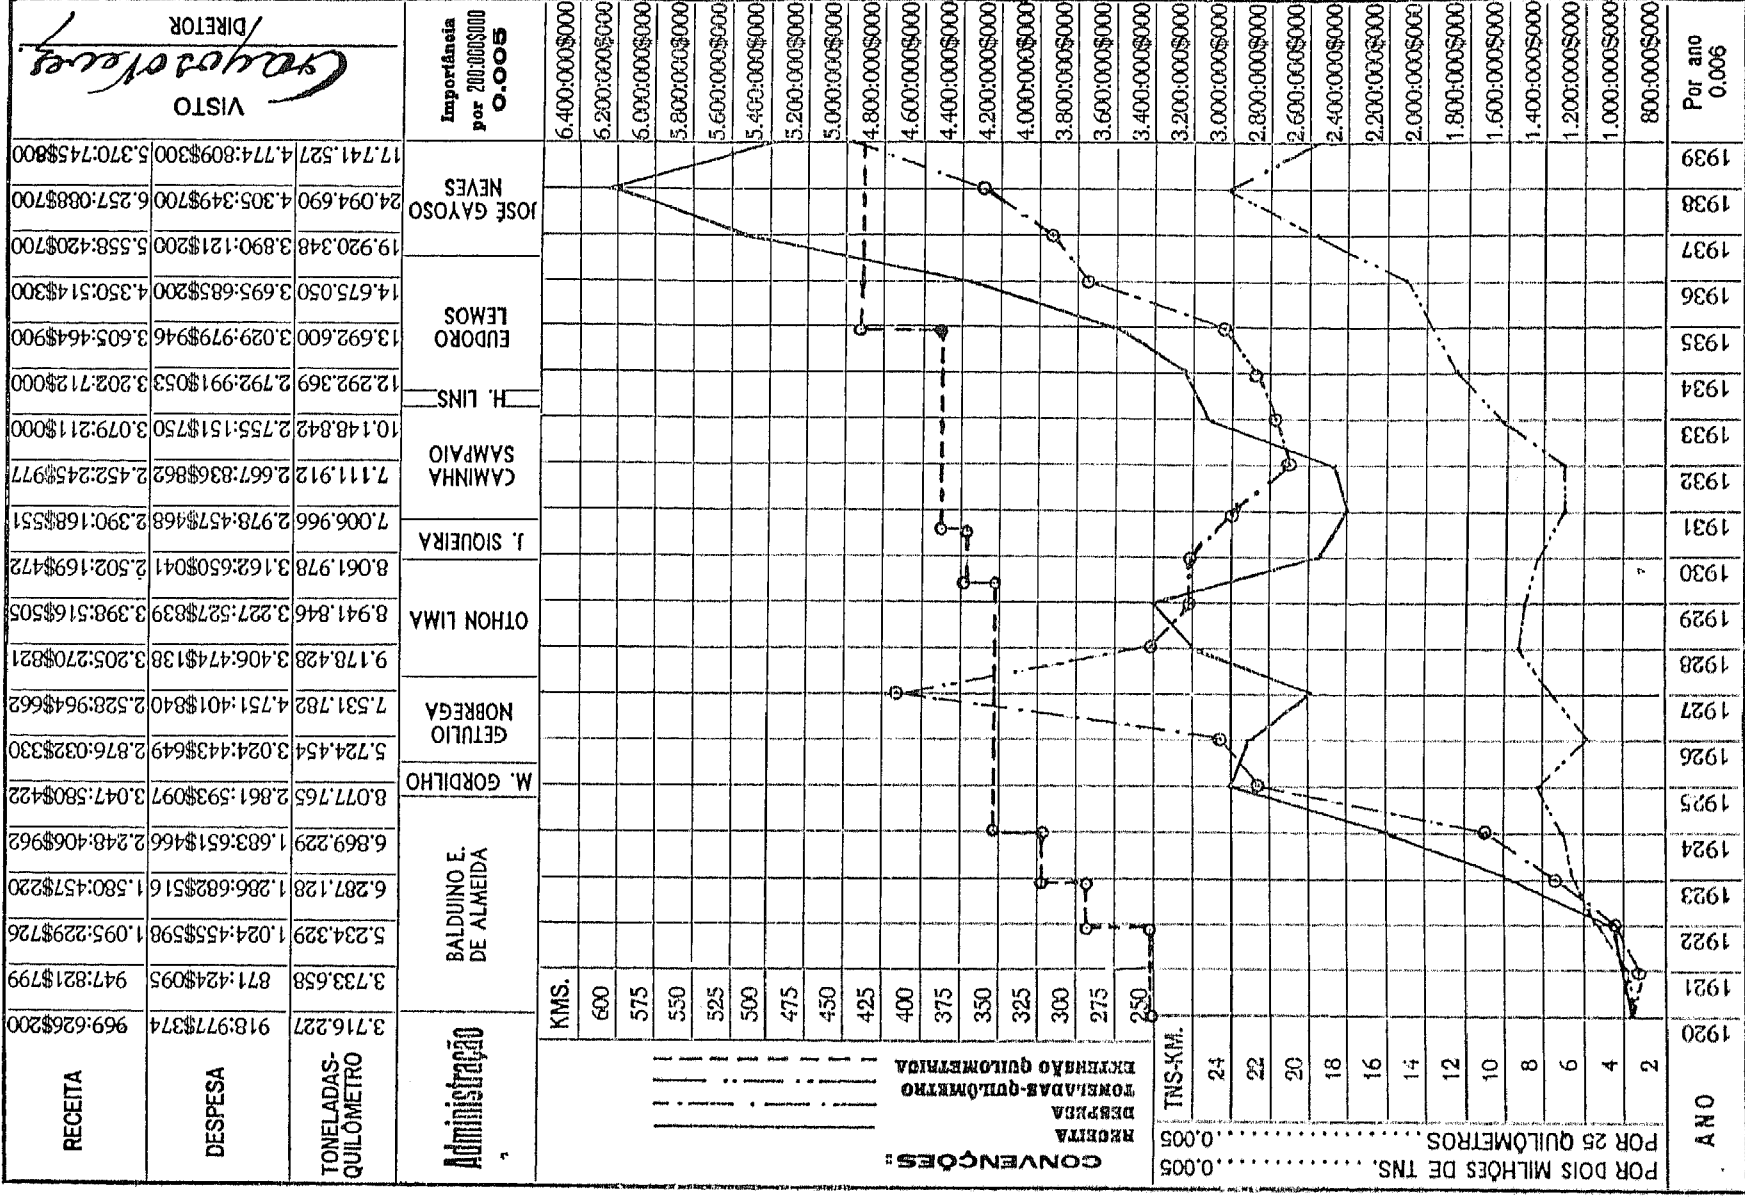 VISTO
DIRETOR
RECEITA
DESPESA
TONELADAS-
QUILÔMETRO
Administração
969:626$200 918:977$374 3.716.227
947:821$799 871:424$095 3.733.658
1.095:229$726 1.024:455$598 5.234.329
1.580:457$220 1.286:682$516 6.287.128
2.248:406$962 1.683:651$466 6.869.229
3.047:580$422 2.861:593$097 8.077.765
2.876:032$330 3.024:443$649 5.724.454
2.528:964$662 4.751:401$840 7.531.782
3.205:270$821 3.406:474$138 9.178.428
3.398:516$505 3.227:527$839 8.941.846
2.502:169$472 3.162:650$041 8.061.978
2.390:168$551 2.978:457$468 7.006.966
2.452:245$977 2.667:836$862 7.111.912
3.079:211$000 2.755:151$750 10.148.842
3.202:712$000 2.792:991$053 12.292.369
3.605:464$900 3.029:979$946 13.692.600
4.350:514$300 3.695:685$200 14.675.050
5.558:420$700 3.890:121$200 19.920.348
6.257:088$700 4.305:349$700 24.094.690
5.370:745$800 4.774:809$300 17.741.527
BALDUINO E.
DE ALMEIDA
M. GORDILHO
GETULIO
NOBREGA
OTHON LIMA
J. SIQUEIRA
CAMINHA
SAMPAIO
H. LINS
EUDORO
LEMOS
JOSÉ GAYOSO
NEVES
Importância
por 200:000$000
0.005
6.400:000$000
6.200:000$000
6.000:000$000
5.800:000$000
5.600:000$000
5.400:000$000
5.200:000$000
5.000:000$000
4.800:000$000
4.600:000$000
4.400:000$000
4.200:000$000
4.000:000$000
3.800:000$000
3.600:000$000
3.400:000$000
3.200:000$000
3.000:000$000
2.800:000$000
2.600:000$000
2.400:000$000
2.200:000$000
2.000:000$000
11.800:000$000
11.600:000$000
11.400:000$000
11.200:000$000
1.000:000$000
800:000$000
Por ano
0.006
KMS.
600
575
550
525
500
475
450
425
400
375
350
325
300
275
250
TNS-KM.
24
22
20
18
16
14
12
10
8
6
4
2
CONVENÇÕES:
RECEITA
DESPESA
TONELADAS-QUILÔMETRO
EXTENSÃO QUILOMETRICA
POR DOIS MILHÕES DE TNS. 0.005
POR 25 QUILÔMETROS 0.005
ANO
1920
1921
1922
1923
1924
1925
1926
1927
1928
1929
1930
1931
1932
1933
1934
1935
1936
1937
1938
1939